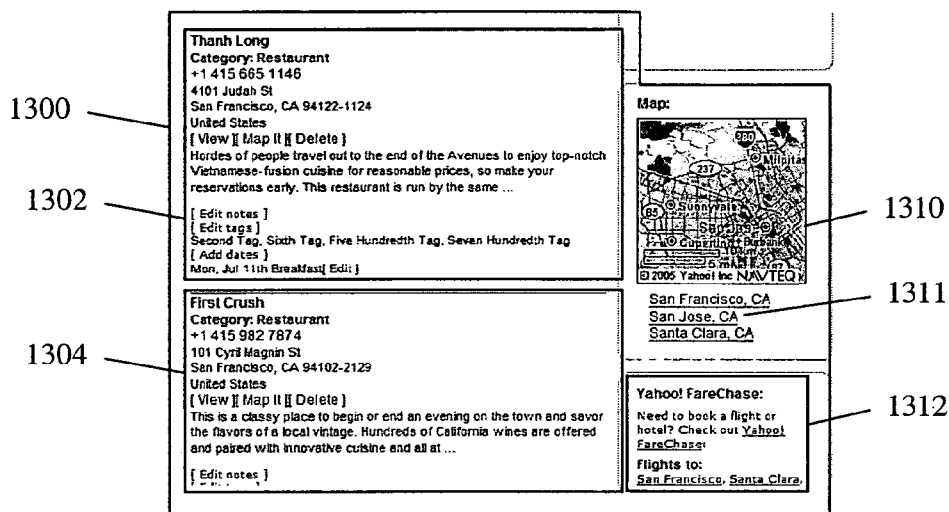 Thanh Long
Category: Restaurant
+1 415 665 1146
4101 Judah St
San Francisco, CA 94122-1124
United States
[ View ][ Map It ][ Delete ]
Hordes of people travel out to the end of the Avenues to enjoy top-notch
Vietnamese-fusion cuisine for reasonable prices, so make your
reservations early. This restaurant is run by the same ...
[ Edit notes ]
[ Edit tags ]
Second Tag, Sixth Tag, Five Hundredth Tag, Seven Hundredth Tag
[ Add dates ]
Mon, Jul 11th Breakfast[ Edit ]
First Crush
Category: Restaurant
+1 415 982 7874
101 Cyril Magnin St
San Francisco, CA 94102-2129
United States
[ View ][ Map It ][ Delete ]
This is a classy place to begin or end an evening on the town and savor
the flavors of a local vintage. Hundreds of California wines are offered
and paired with innovative cuisine and all at ...
[ Edit notes ]
1300
1302
1304
Map:
880
Milpitas
237
Sunnyvale
85
San Jose
Cupertino
Burbank
© 2005 Yahoo! Inc NAVTEQ
San Francisco, CA
San Jose, CA
Santa Clara, CA
Yahoo! FareChase:
Need to book a flight or
hotel? Check out Yahoo!
FareChase:
Flights to:
San Francisco, Santa Clara,
1310
1311
1312